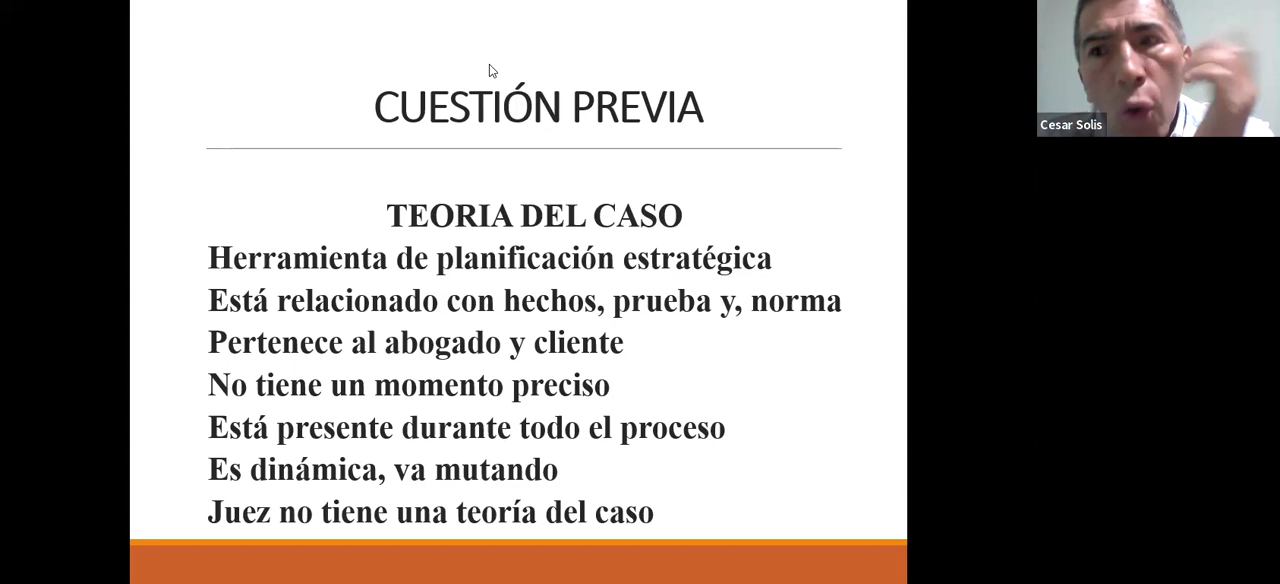 CUESTIÓN PREVIA
TEORIA DEL CASO
Herramienta de planificación estratégica
Está relacionado con hechos, prueba y, norma
Pertenece al abogado y cliente
No tiene un momento preciso
Está presente durante todo el proceso
Es dinámica, va mutando
Juez no tiene una teoría del caso
Cesar Solis